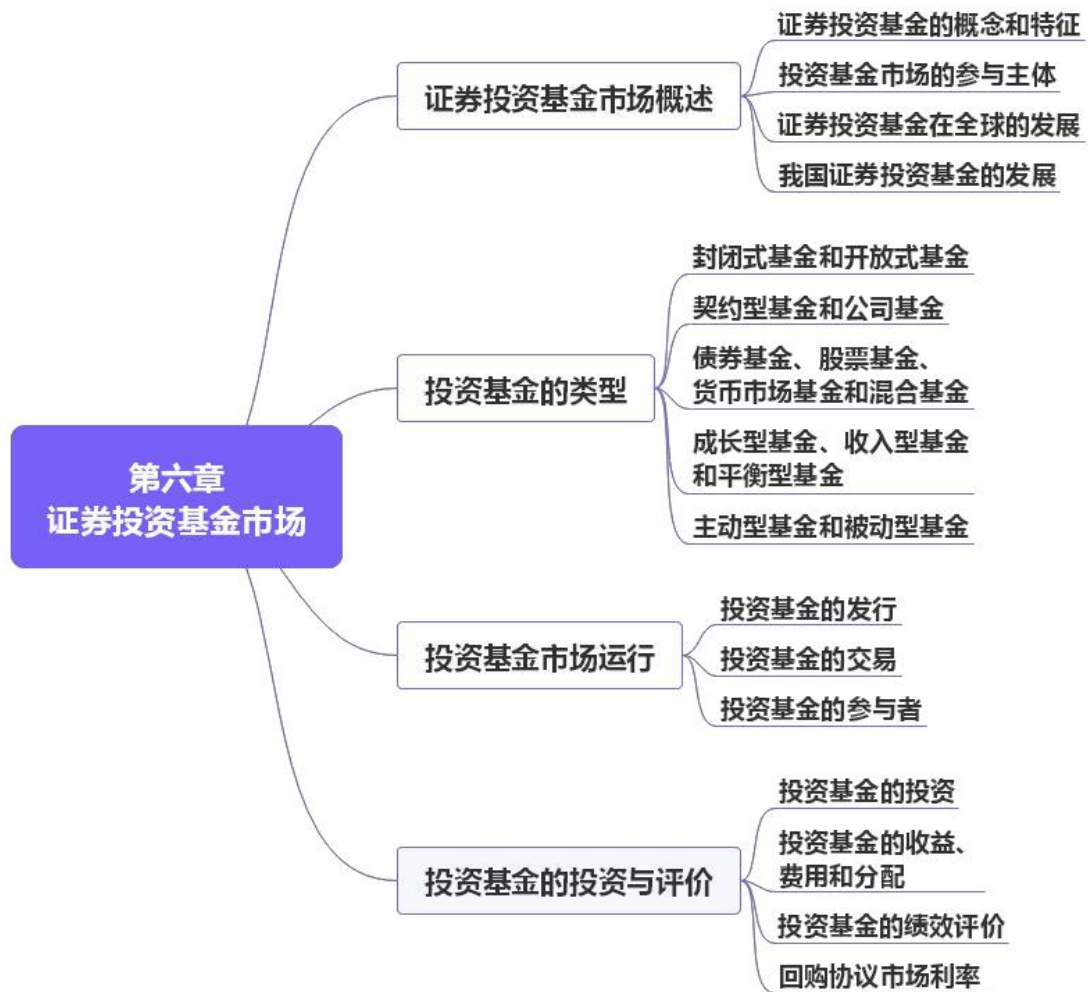 第六章
证券投资基金市场
证券投资基金市场概述
证券投资基金的概念和特征
投资基金市场的参与主体
证券投资基金在全球的发展
我国证券投资基金的发展
投资基金的类型
封闭式基金和开放式基金
契约型基金和公司基金
债券基金、股票基金、
货币市场基金和混合基金
成长型基金、收入型基金
和平衡型基金
主动型基金和被动型基金
投资基金市场运行
投资基金的发行
投资基金的交易
投资基金的参与者
投资基金的投资与评价
投资基金的投资
投资基金的收益、
费用和分配
投资基金的绩效评价
回购协议市场利率